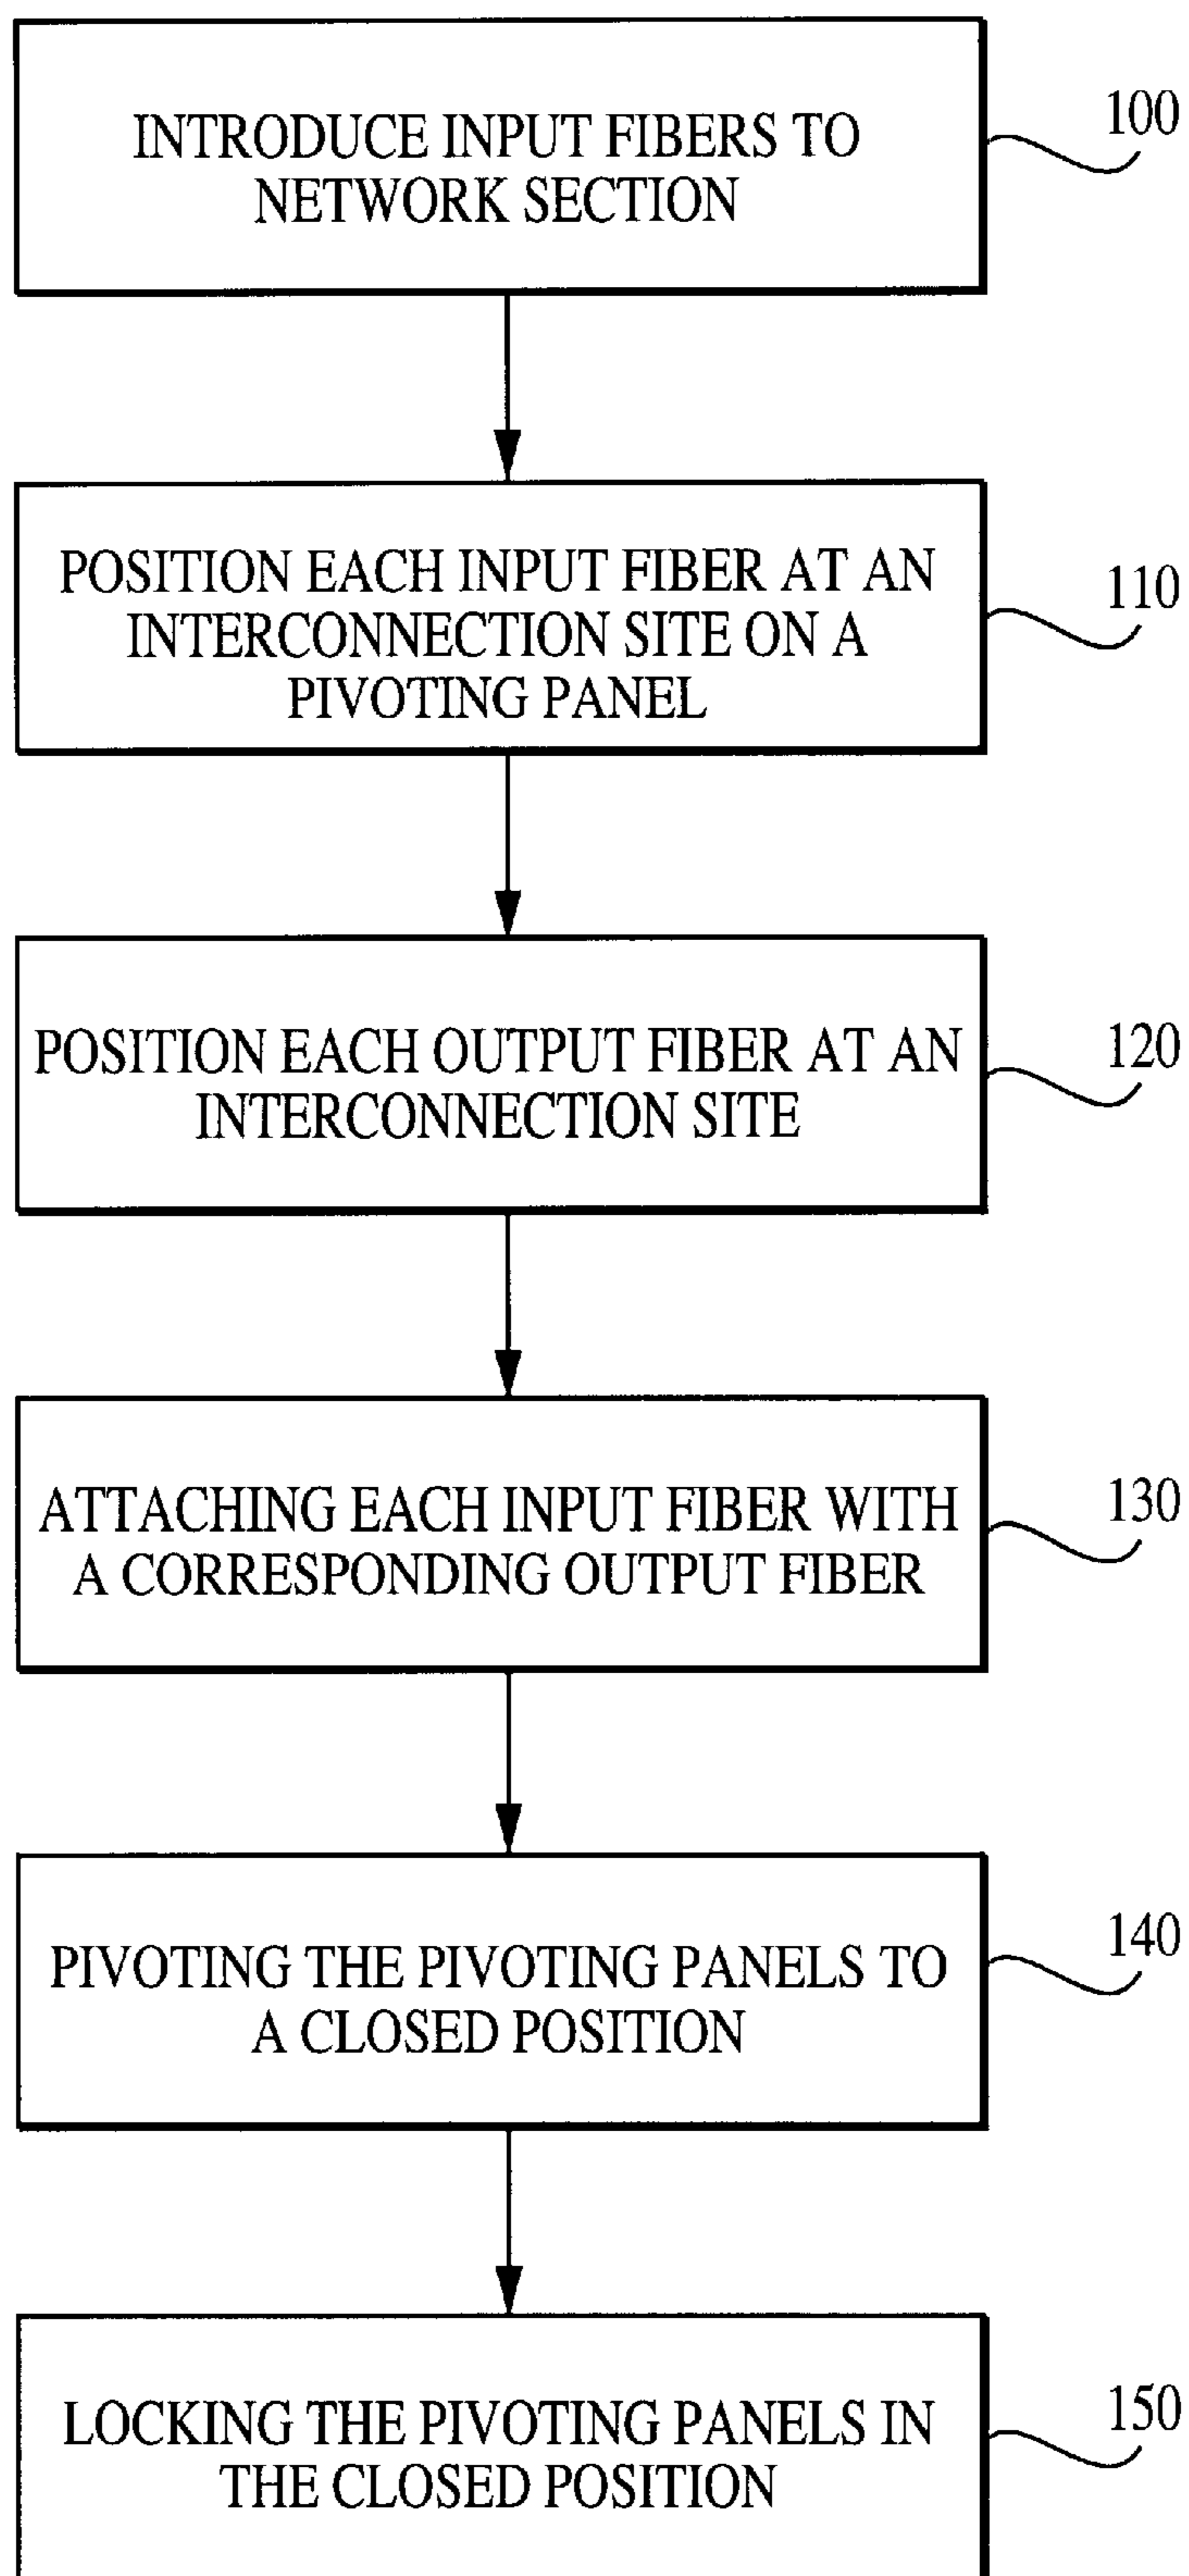 INTRODUCE INPUT FIBERS TO
NETWORK SECTION
100
POSITION EACH INPUT FIBER AT AN
INTERCONNECTION SITE ON A
PIVOTING PANEL
110
POSITION EACH OUTPUT FIBER AT AN
INTERCONNECTION SITE
120
ATTACHING EACH INPUT FIBER WITH
A CORRESPONDING OUTPUT FIBER
130
PIVOTING THE PIVOTING PANELS TO
A CLOSED POSITION
140
LOCKING THE PIVOTING PANELS IN
THE CLOSED POSITION
150